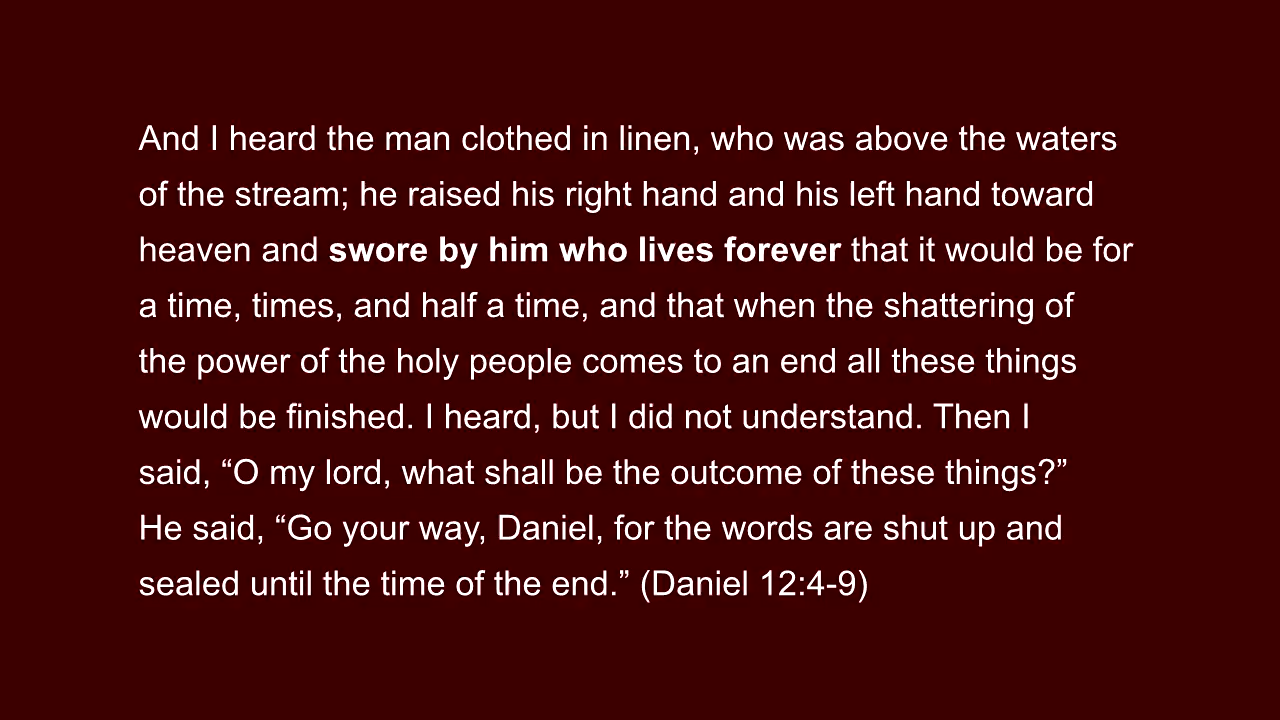 And I heard the man clothed in linen, who was above the waters
of the stream; he raised his right hand and his left hand toward
heaven and swore by him who lives forever that it would be for
a time, times, and half a time, and that when the shattering of
the power of the holy people comes to an end all these things
would be finished. I heard, but I did not understand. Then I
said, “O my lord, what shall be the outcome of these things?”
He said, “Go your way, Daniel, for the words are shut up and
sealed until the time of the end.” (Daniel 12:4-9)